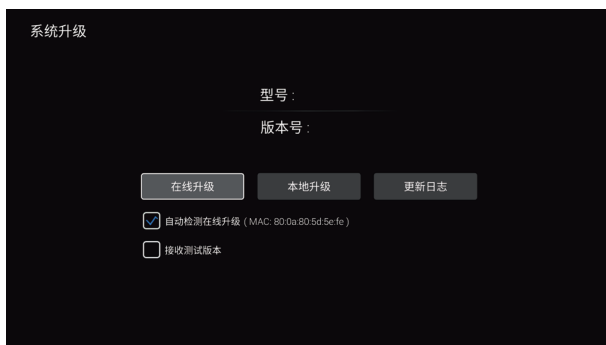 系统升级
型号 :
版本号 :
在线升级 本地升级 更新日志
自动检测在线升级 ( MAC: 80:0a:80:5d:5e:fe )
接收测试版本